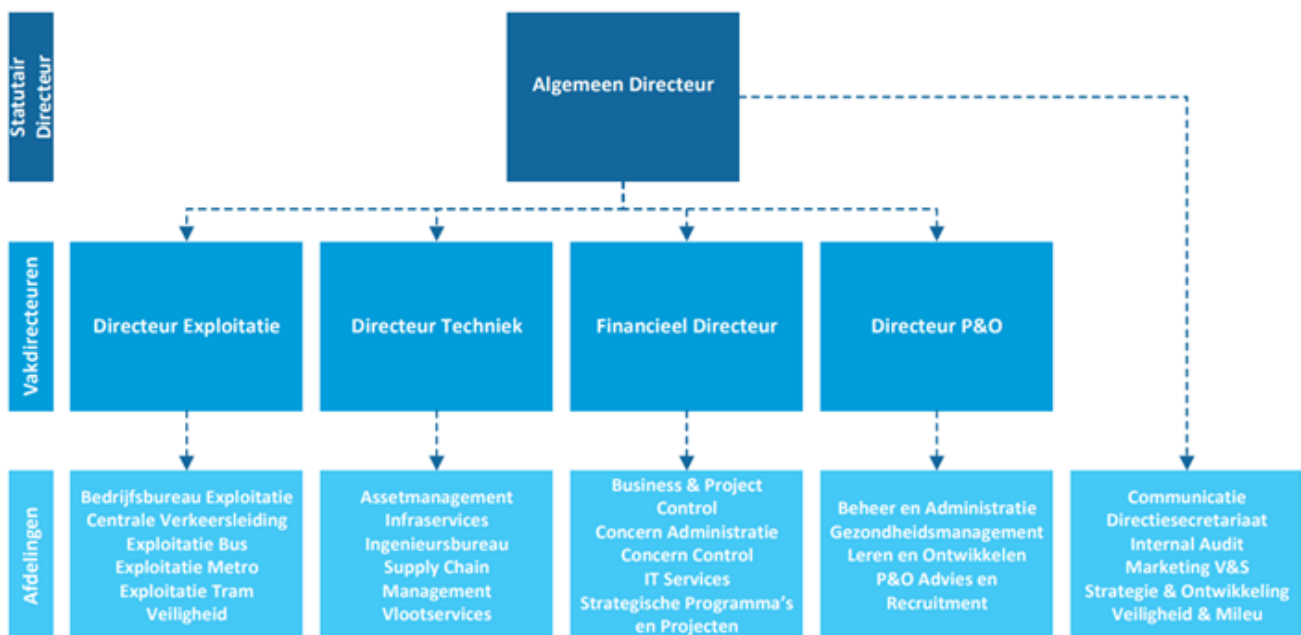 Statutair
Directeur
Algemeen Directeur
Vakdirecteuren
Directeur Exploitatie
Directeur Techniek
Financieel Directeur
Directeur P&O
Afdelingen
Bedrijfsbureau Exploitatie
Centrale Verkeersleiding
Exploitatie Bus
Exploitatie Metro
Exploitatie Tram
Veiligheid
Assetmanagement
Infraservices
Ingenieursbureau
Supply Chain
Management
Vlootservices
Business & Project
Control
Concern Administratie
Concern Control
IT Services
Strategische Programma's
en Projecten
Beheer en Administratie
Gezondheidsmanagement
Leren en Ontwikkelen
P&O Advies en
Recruitment
Communicatie
Directiesecretariaat
Internal Audit
Marketing V&S
Strategie & Ontwikkeling
Veiligheid & Mileu